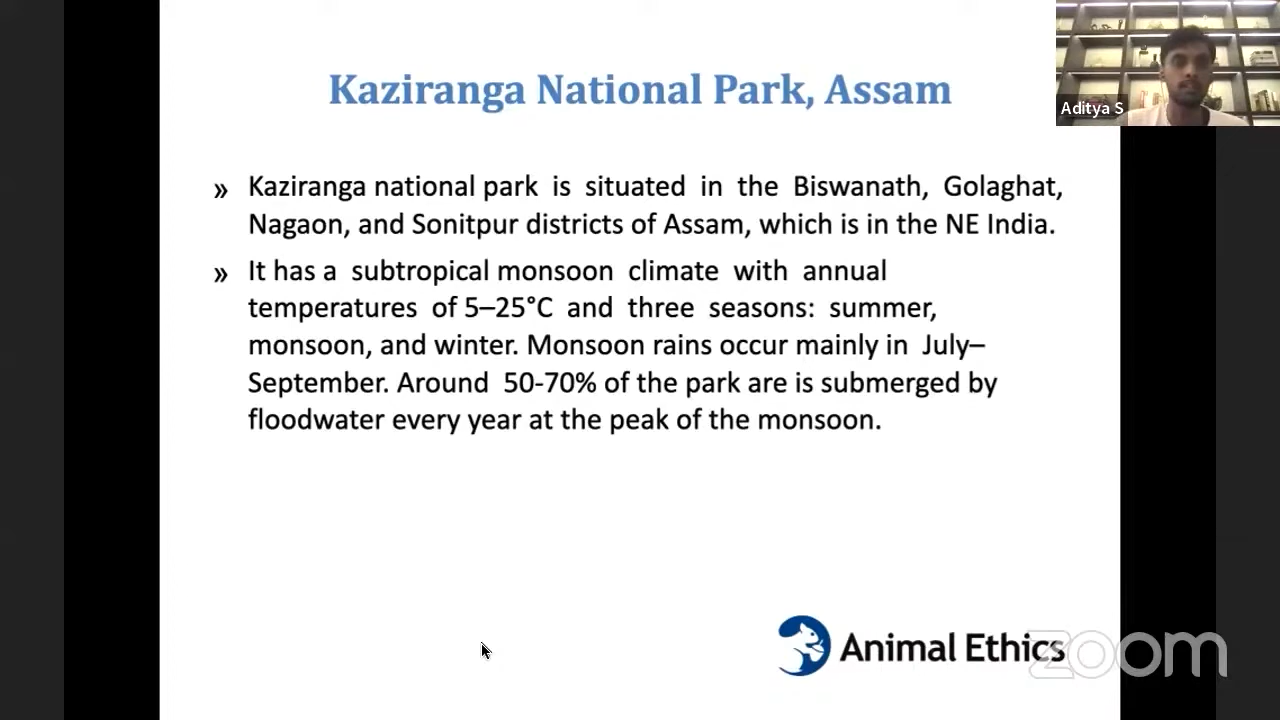 Kaziranga National Park, Assam
Aditya S
» Kaziranga national park is situated in the Biswanath, Golaghat,
Nagaon, and Sonitpur districts of Assam, which is in the NE India.
» It has a subtropical monsoon climate with annual
temperatures of 5–25°C and three seasons: summer,
monsoon, and winter. Monsoon rains occur mainly in July–
September. Around 50-70% of the park are is submerged by
floodwater every year at the peak of the monsoon.
Animal Ethics
zoom